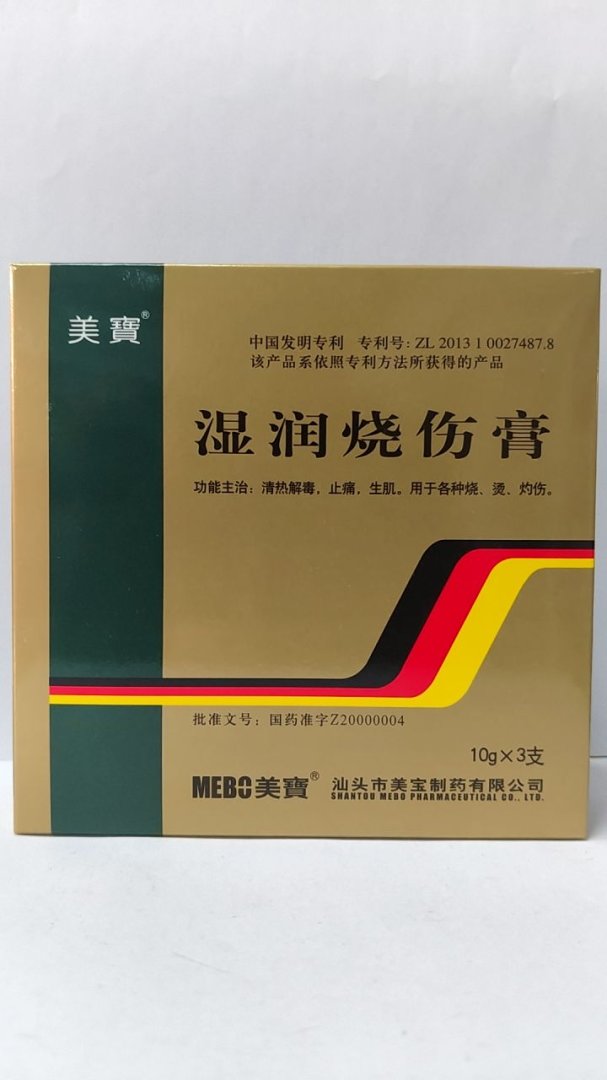 美寶®
中国发明专利 专利号：ZL 2013 1 0027487.8
该产品系依照专利方法所获得的产品
湿润烧伤膏
功能主治：清热解毒，止痛，生肌。用于各种烧、烫、灼伤。
批准文号：国药准字Z20000004
10g×3支
MEBO美寶® 汕头市美宝制药有限公司
SHANTOU MEBO PHARMACEUTICAL CO., LTD.